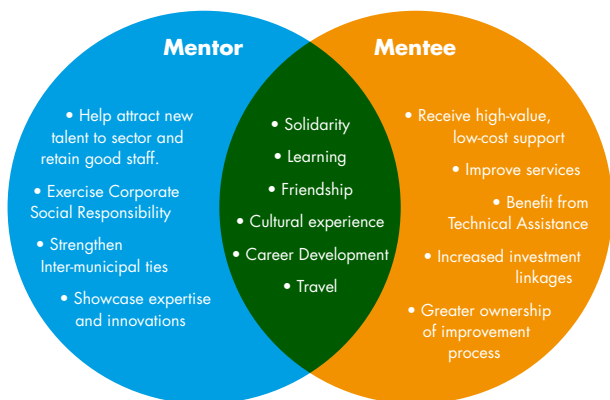 Mentor
• Help attract new
talent to sector and
retain good staff.
• Exercise Corporate
Social Responsibility
• Strengthen
Inter-municipal ties
• Showcase expertise
and innovations
• Solidarity
• Learning
• Friendship
• Cultural experience
• Career Development
• Travel
Mentee
• Receive high-value,
low-cost support
• Improve services
• Benefit from
Technical Assistance
• Increased investment
linkages
• Greater ownership
of improvement
process